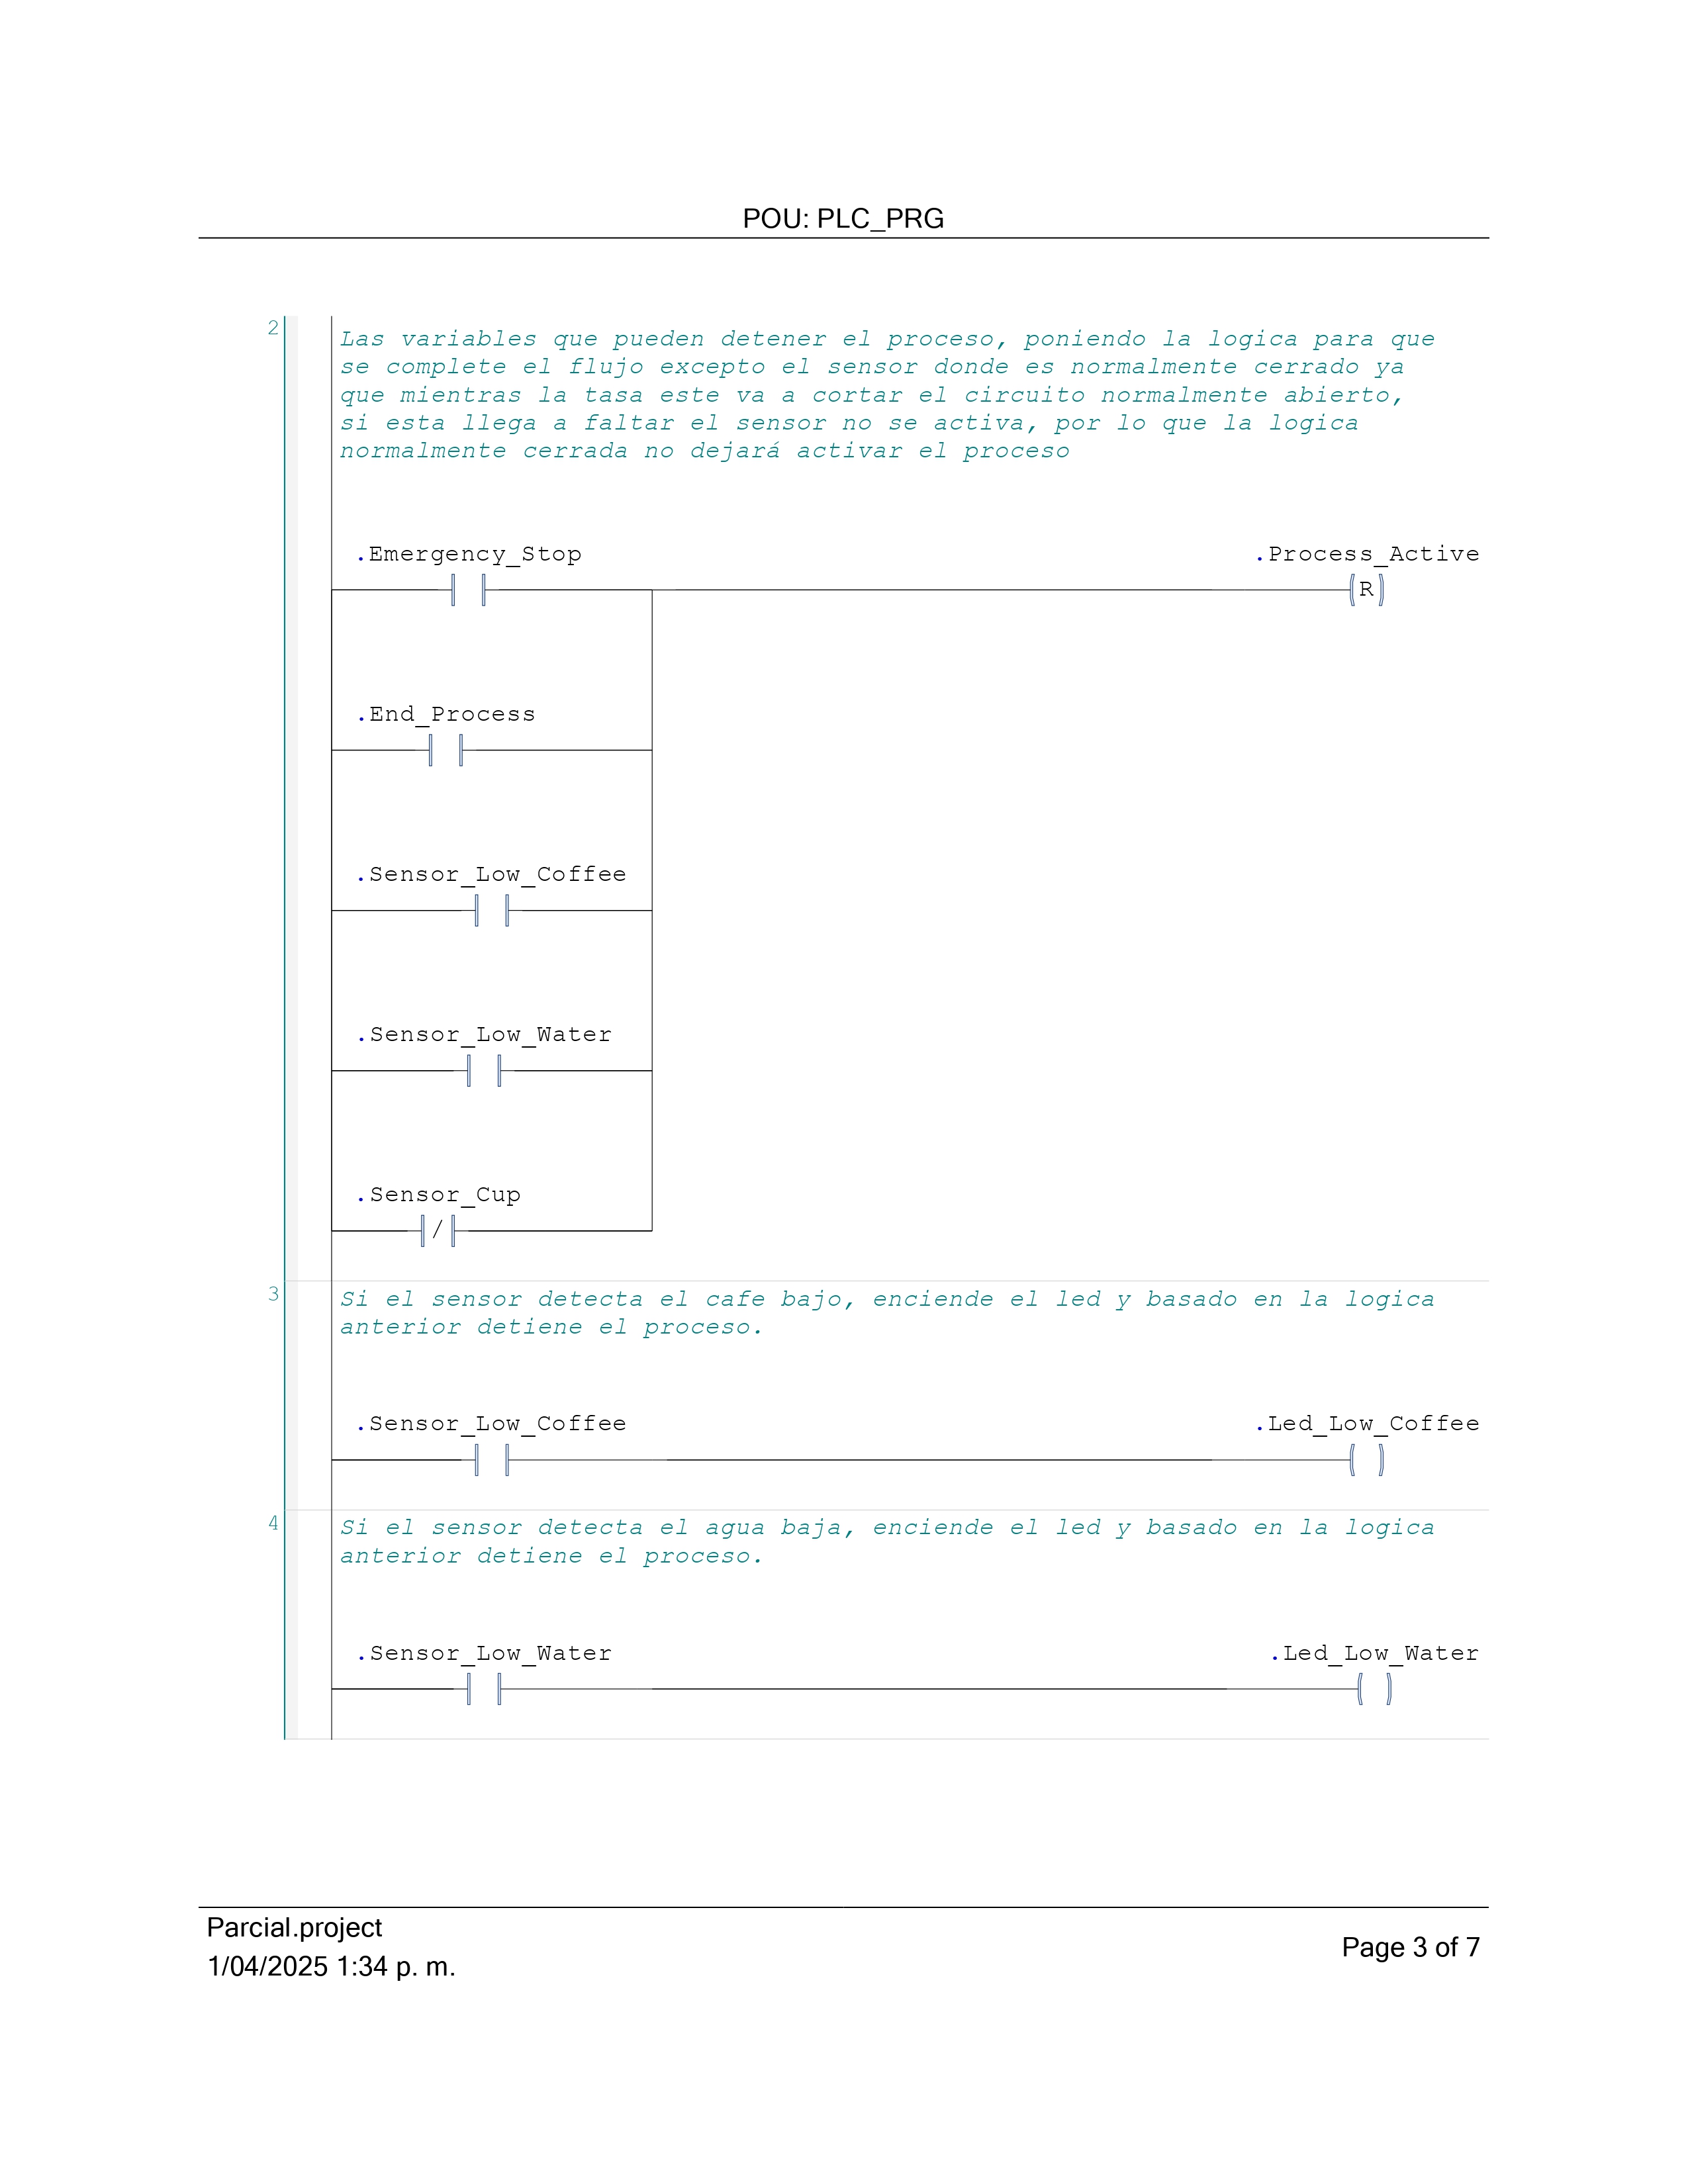 POU: PLC_PRG
2
Las variables que pueden detener el proceso, poniendo la logica para que
se complete el flujo excepto el sensor donde es normalmente cerrado ya
que mientras la tasa este va a cortar el circuito normalmente abierto,
si esta llega a faltar el sensor no se activa, por lo que la logica
normalmente cerrada no dejará activar el proceso
.Emergency_Stop .Process_Active
R
.End_Process
.Sensor_Low_Coffee
.Sensor_Low_Water
.Sensor_Cup
/
3
Si el sensor detecta el cafe bajo, enciende el led y basado en la logica
anterior detiene el proceso.
.Sensor_Low_Coffee .Led_Low_Coffee
4
Si el sensor detecta el agua baja, enciende el led y basado en la logica
anterior detiene el proceso.
.Sensor_Low_Water .Led_Low_Water
Parcial.project
1/04/2025 1:34 p. m.
Page 3 of 7